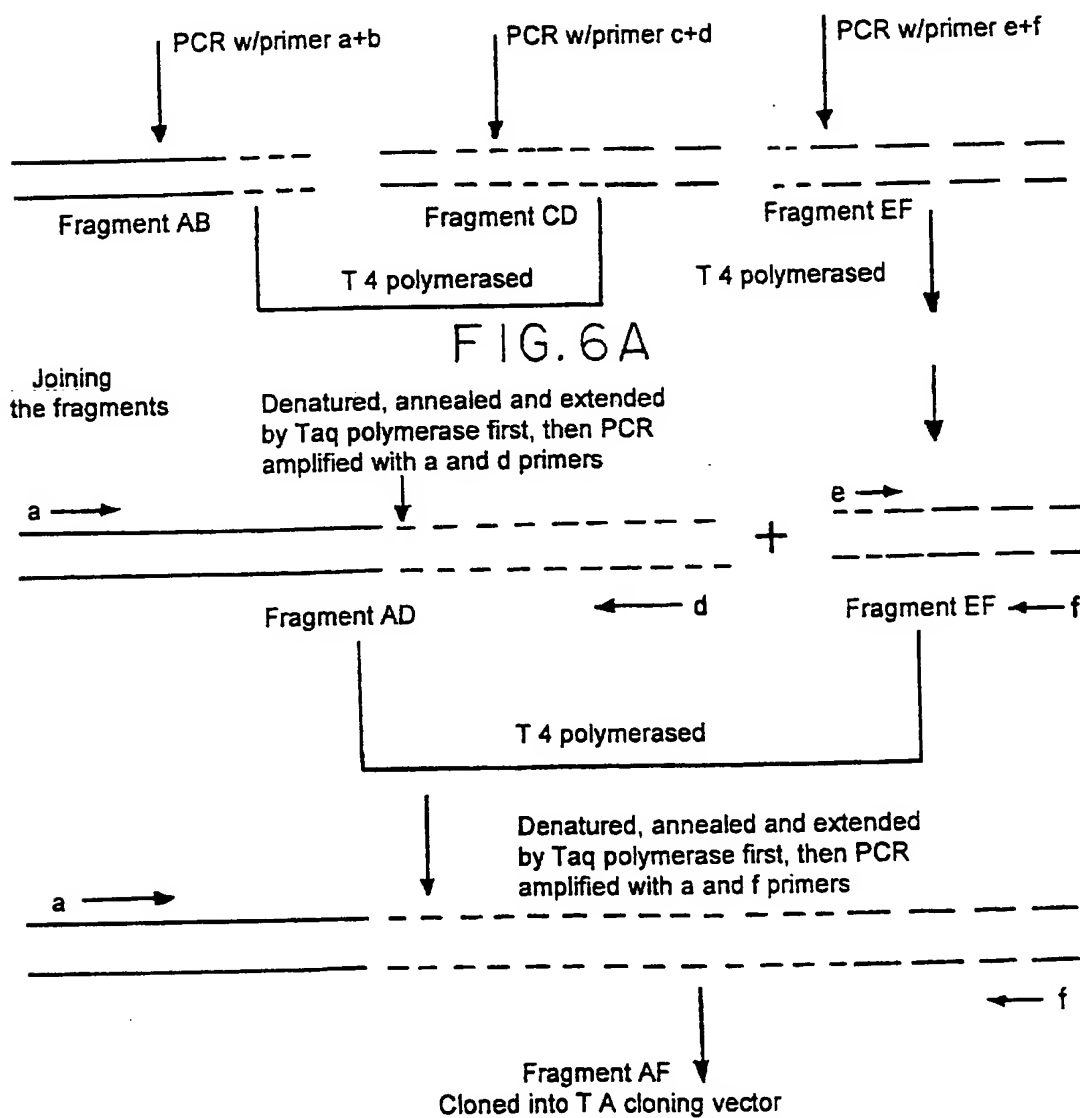 PCR w/primer a+b
PCR w/primer c+d
PCR w/primer e+f
Fragment AB
Fragment CD
Fragment EF
T 4 polymerased
T 4 polymerased
FIG. 6A
Joining
the fragments
Denatured, annealed and extended
by Taq polymerase first, then PCR
amplified with a and d primers
a
e
+
d
f
Fragment AD
Fragment EF
T 4 polymerased
Denatured, annealed and extended
by Taq polymerase first, then PCR
amplified with a and f primers
a
f
Fragment AF
Cloned into T A cloning vector